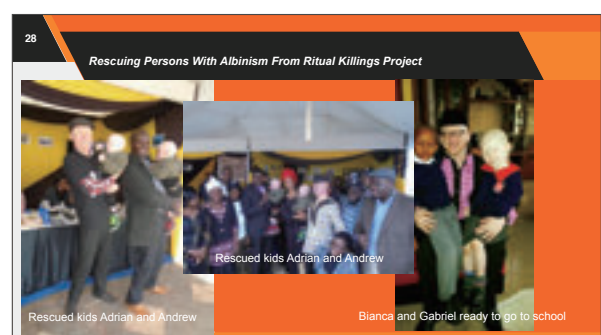 28
Rescuing Persons With Albinism From Ritual Killings Project
Rescued kids Adrian and Andrew
Rescued kids Adrian and Andrew
Bianca and Gabriel ready to go to school